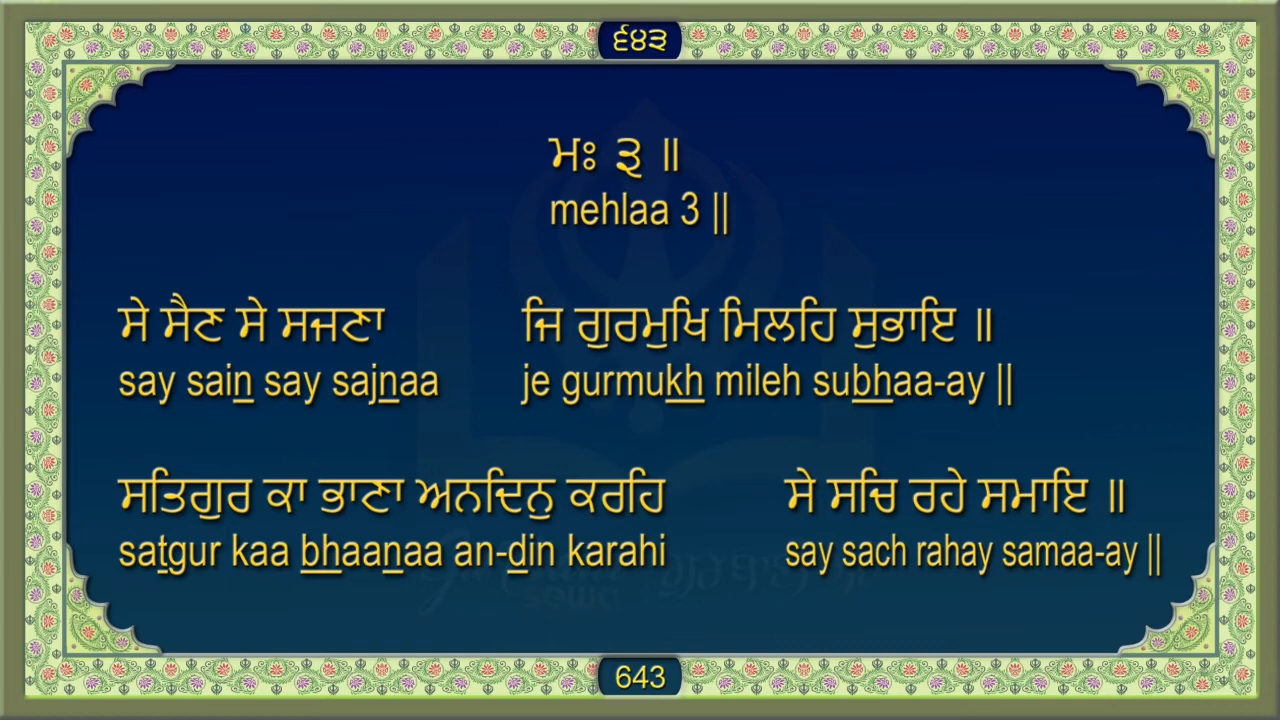 ੬੪੩
ਮਃ ੩ ॥
mehlaa 3 ||
ਸੇ ਸੈਣ ਸੇ ਸਜਣਾ ਜਿ ਗੁਰਮੁਖਿ ਮਿਲਹਿ ਸੁਭਾਇ ॥
say sain say sajnaa je gurmukh mileh subhaa-ay ||
ਸਤਿਗੁਰ ਕਾ ਭਾਣਾ ਅਨਦਿਨੁ ਕਰਹਿ ਸੇ ਸਚਿ ਰਹੇ ਸਮਾਇ ॥
satgur kaa bhaanaa an-din karahi say sach rahay samaa-ay ||
643